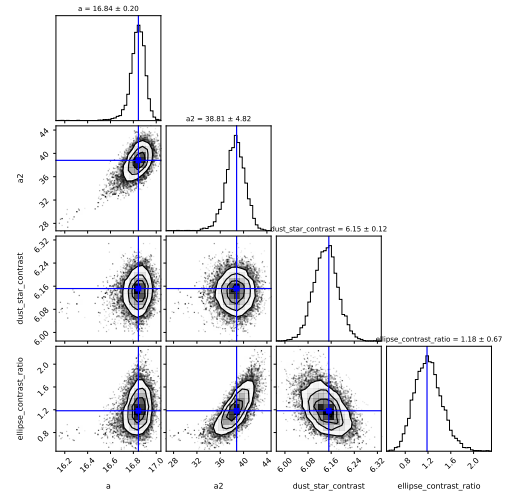 a = 16.84 ± 0.20
a2 = 38.81 ± 4.82
dust_star_contrast = 6.15 ± 0.12
ellipse_contrast_ratio = 1.18 ± 0.67
a2
44
40
36
32
28
dust_star_contrast
6.32
6.24
6.16
6.08
6.00
ellipse_contrast_ratio
2.0
1.6
1.2
0.8
16.2 16.4 16.6 16.8 17.0
28 32 36 40 44
6.00 6.08 6.16 6.24 6.32
0.8 1.2 1.6 2.0
a a2 dust_star_contrast ellipse_contrast_ratio